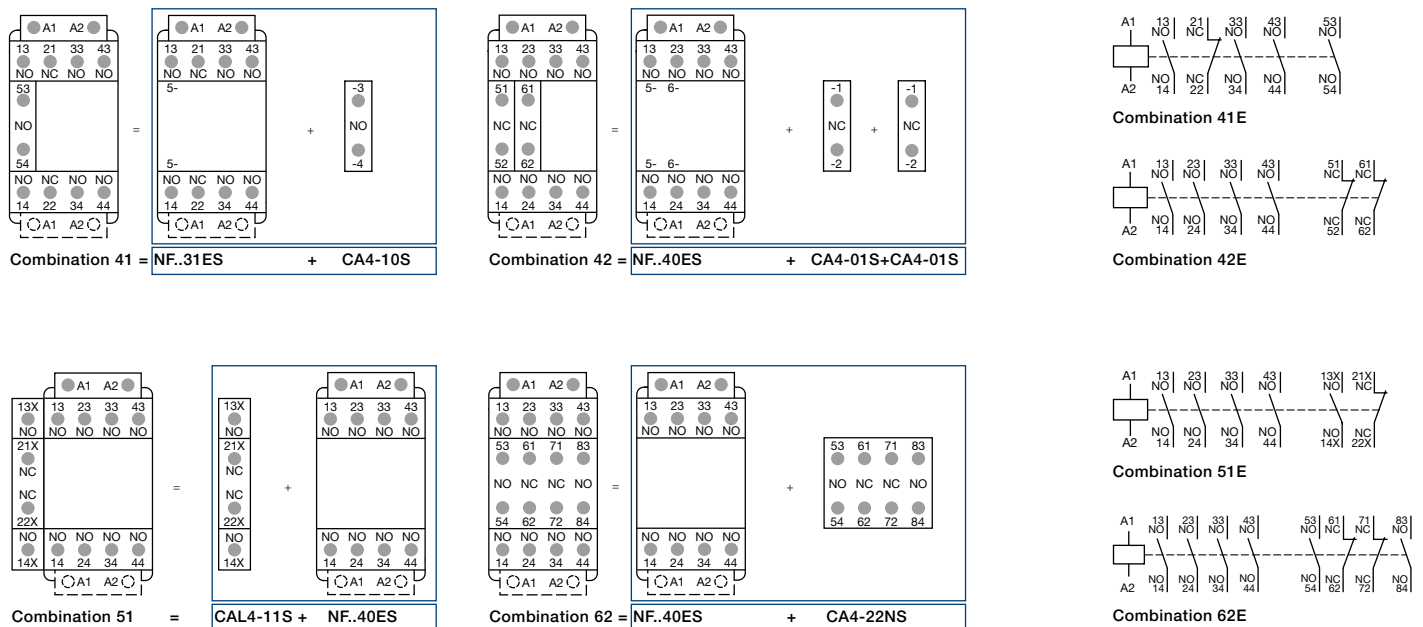 A1 A2
13 21 33 43
NO NC NO NO
53
NO
54
NO NC NO NO
14 22 34 44
A1 A2
=
A1 A2
13 21 33 43
NO NC NO NO
5-
5-
NO NC NO NO
14 22 34 44
A1 A2
+
-3
NO
-4
Combination 41 = NF..31ES + CA4-10S
A1 A2
13 23 33 43
NO NO NO NO
51 61
NC NC
52 62
NO NO NO NO
14 24 34 44
A1 A2
=
A1 A2
13 23 33 43
NO NO NO NO
5- 6-
5- 6-
NO NO NO NO
14 24 34 44
A1 A2
+
-1
NC
-2
+
-1
NC
-2
Combination 42 = NF..40ES + CA4-01S+CA4-01S
A1 13 21 33 43 53
NO NC NO NO NO
NO NC NO NO NO
A2 14 22 34 44 54
Combination 41E
A1 13 23 33 43 51 61
NO NO NO NO NC NC
NO NO NO NO NC NC
A2 14 24 34 44 52 62
Combination 42E
A1 A2
13X 13 23 33 43
NO NO NO NO NO
21X
NC
NC
22X
NO NO NO NO NO
14X 14 24 34 44
A1 A2
=
13X
NO
21X
NC
NC
22X
NO
14X
+
A1 A2
13 23 33 43
NO NO NO NO
NO NO NO NO
14 24 34 44
A1 A2
Combination 51 = CAL4-11S + NF..40ES
A1 A2
13 23 33 43
NO NO NO NO
53 61 71 83
NO NC NC NO
54 62 72 84
NO NO NO NO
14 24 34 44
A1 A2
=
A1 A2
13 23 33 43
NO NO NO NO
NO NO NO NO
14 24 34 44
A1 A2
+
53 61 71 83
NO NC NC NO
54 62 72 84
Combination 62 = NF..40ES + CA4-22NS
A1 13 23 33 43 13X 21X
NO NO NO NO NO NC
NO NO NO NO NO NC
A2 14 24 34 44 14X 22X
Combination 51E
A1 13 23 33 43 53 61 71 83
NO NO NO NO NO NC NC NO
NO NO NO NO NO NC NC NO
A2 14 24 34 44 54 62 72 84
Combination 62E